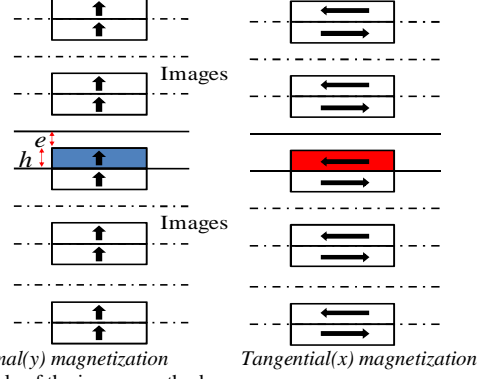 Images
e
h
Images
nal(y) magnetization
Tangential(x) magnetization